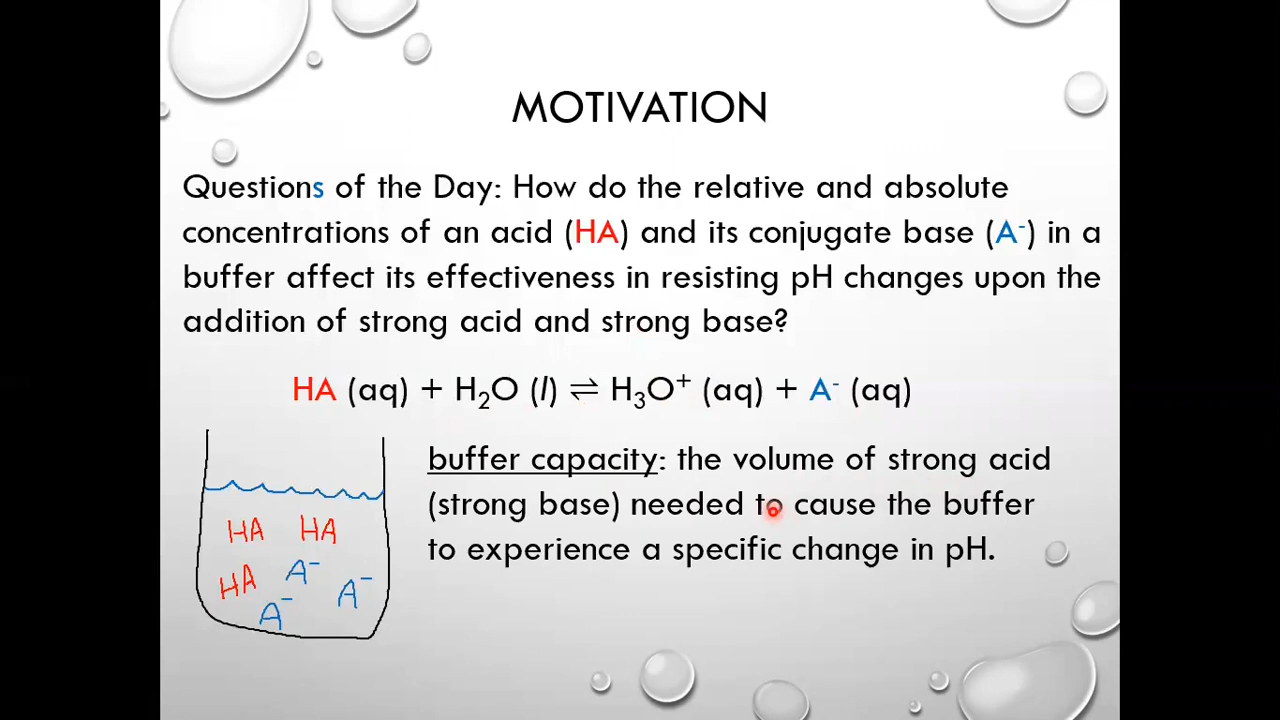 MOTIVATION
Questions of the Day: How do the relative and absolute
concentrations of an acid (HA) and its conjugate base (A⁻) in a
buffer affect its effectiveness in resisting pH changes upon the
addition of strong acid and strong base?
HA (aq) + H₂O (l) ⇌ H₃O⁺ (aq) + A⁻ (aq)
buffer capacity: the volume of strong acid
(strong base) needed to cause the buffer
to experience a specific change in pH.
HA HA
HA A⁻ A⁻
A⁻